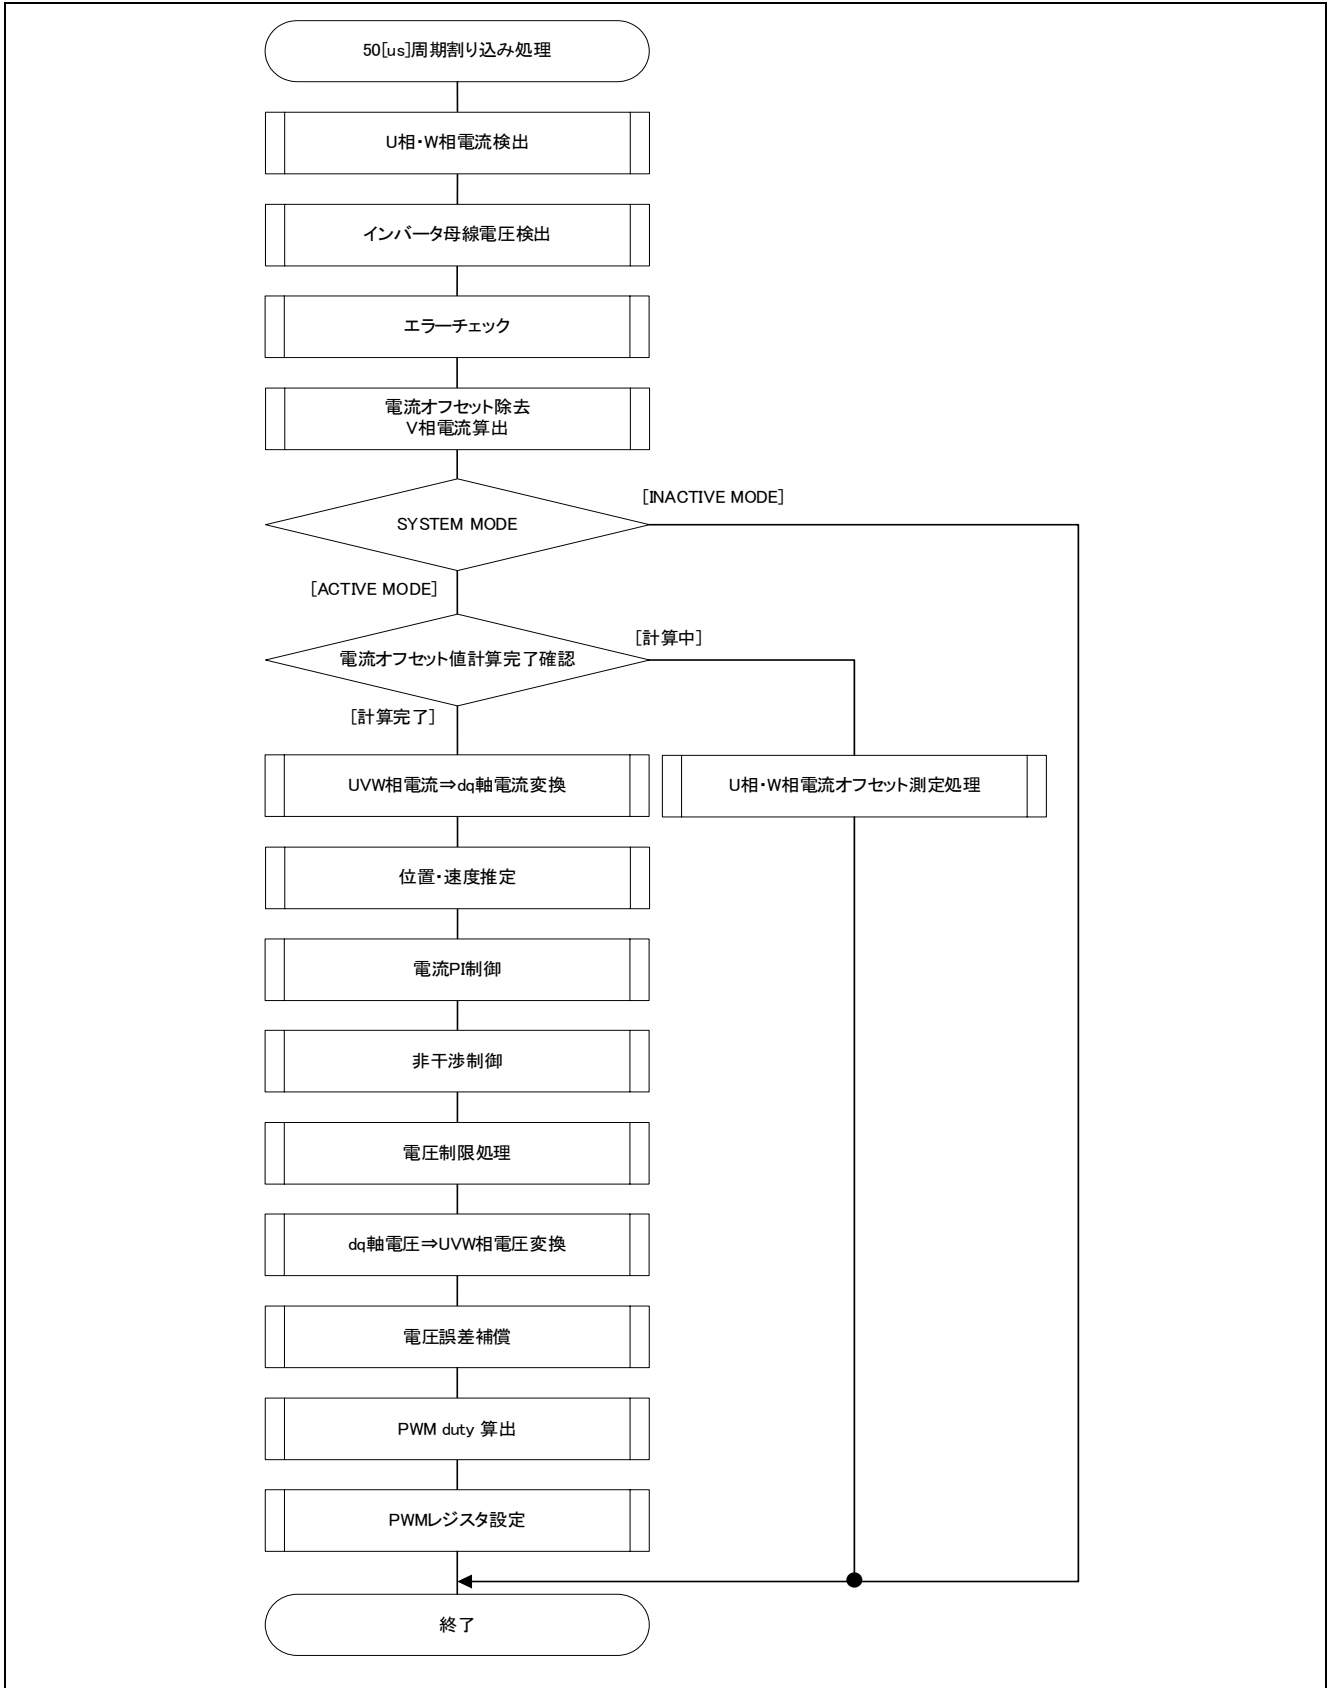 50[us]周期割り込み処理
U相・W相電流検出
インバータ母線電圧検出
エラーチェック
電流オフセット除去
V相電流算出
[INACTIVE MODE]
SYSTEM MODE
[ACTIVE MODE]
[計算中]
電流オフセット値計算完了確認
[計算完了]
UVW相電流⇒dq軸電流変換
U相・W相電流オフセット測定処理
位置・速度推定
電流PI制御
非干渉制御
電圧制限処理
dq軸電圧⇒UVW相電圧変換
電圧誤差補償
PWM duty 算出
PWMレジスタ設定
終了